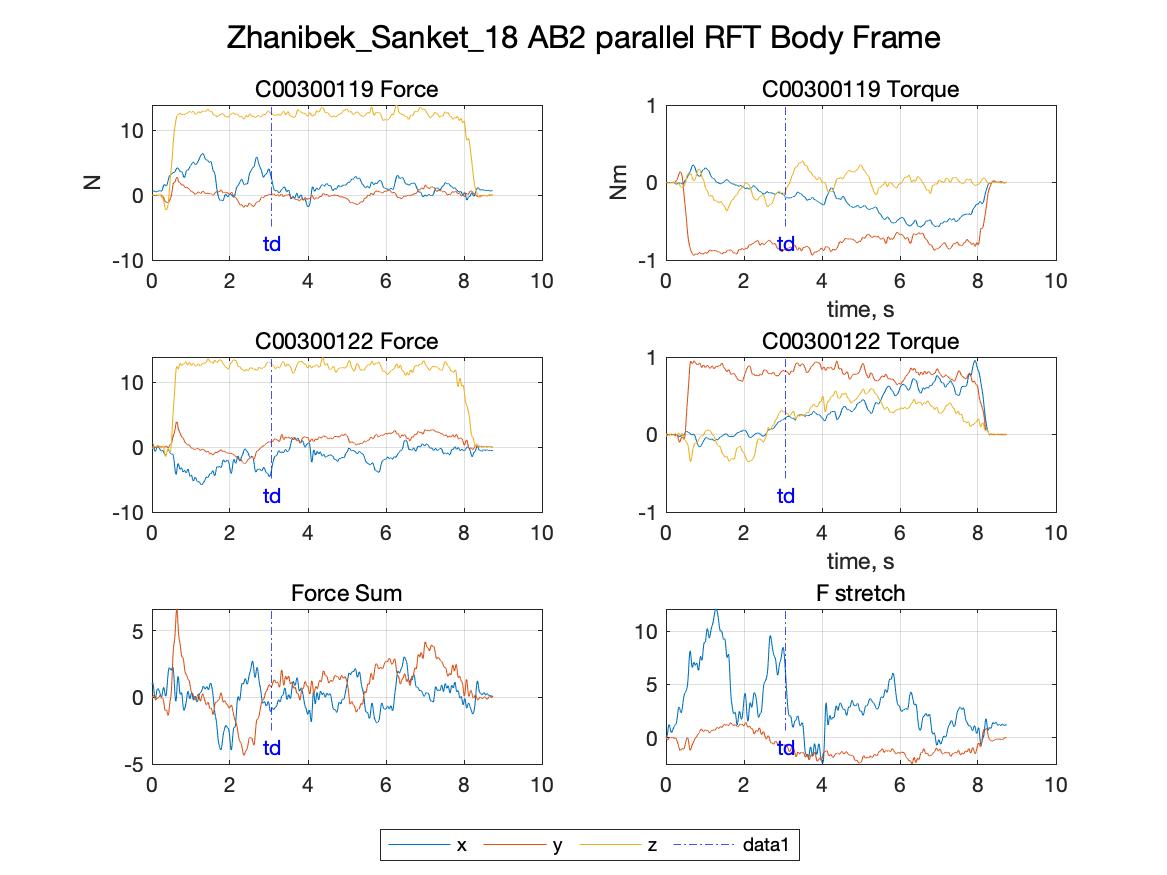 Zhanibek_Sanket_18 AB2 parallel RFT Body Frame
C00300119 Force
N
10
0
-10
td
0 2 4 6 8 10
C00300119 Torque
Nm
1
0
-1
td
0 2 4 6 8 10
time, s
C00300122 Force
10
0
-10
td
0 2 4 6 8 10
C00300122 Torque
1
0
-1
td
0 2 4 6 8 10
time, s
Force Sum
5
0
-5
td
0 2 4 6 8 10
F stretch
10
5
0
td
0 2 4 6 8 10
x y z data1